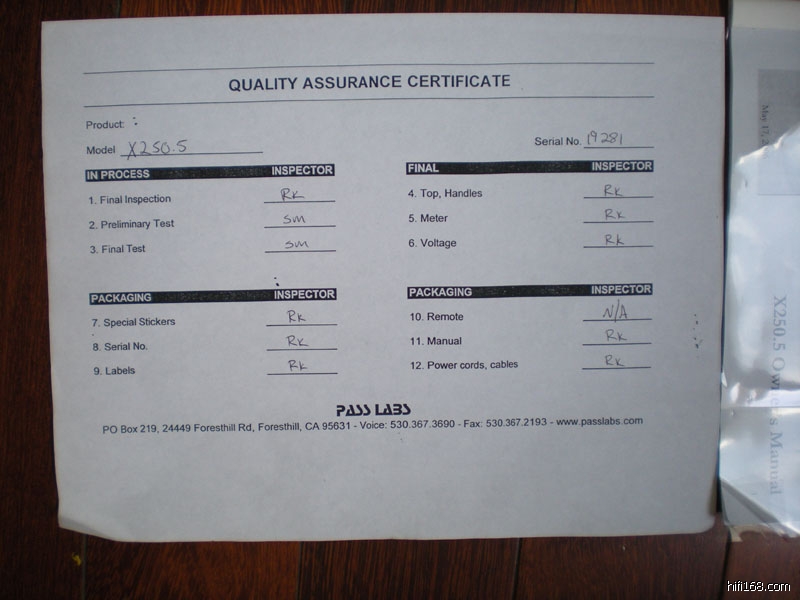 QUALITY ASSURANCE CERTIFICATE
Product: :
Model X250.5
Serial No. 19281
IN PROCESS INSPECTOR
1. Final Inspection RK
2. Preliminary Test SM
3. Final Test SM
FINAL INSPECTOR
4. Top, Handles RK
5. Meter RK
6. Voltage RK
PACKAGING INSPECTOR
7. Special Stickers RK
8. Serial No. RK
9. Labels RK
PACKAGING INSPECTOR
10. Remote N/A
11. Manual RK
12. Power cords, cables RK
PASS LABS
PO Box 219, 24449 Foresthill Rd, Foresthill, CA 95631 - Voice: 530.367.3690 - Fax: 530.367.2193 - www.passlabs.com
May 17,
X250.5 Owner's Manual
hifi168.com